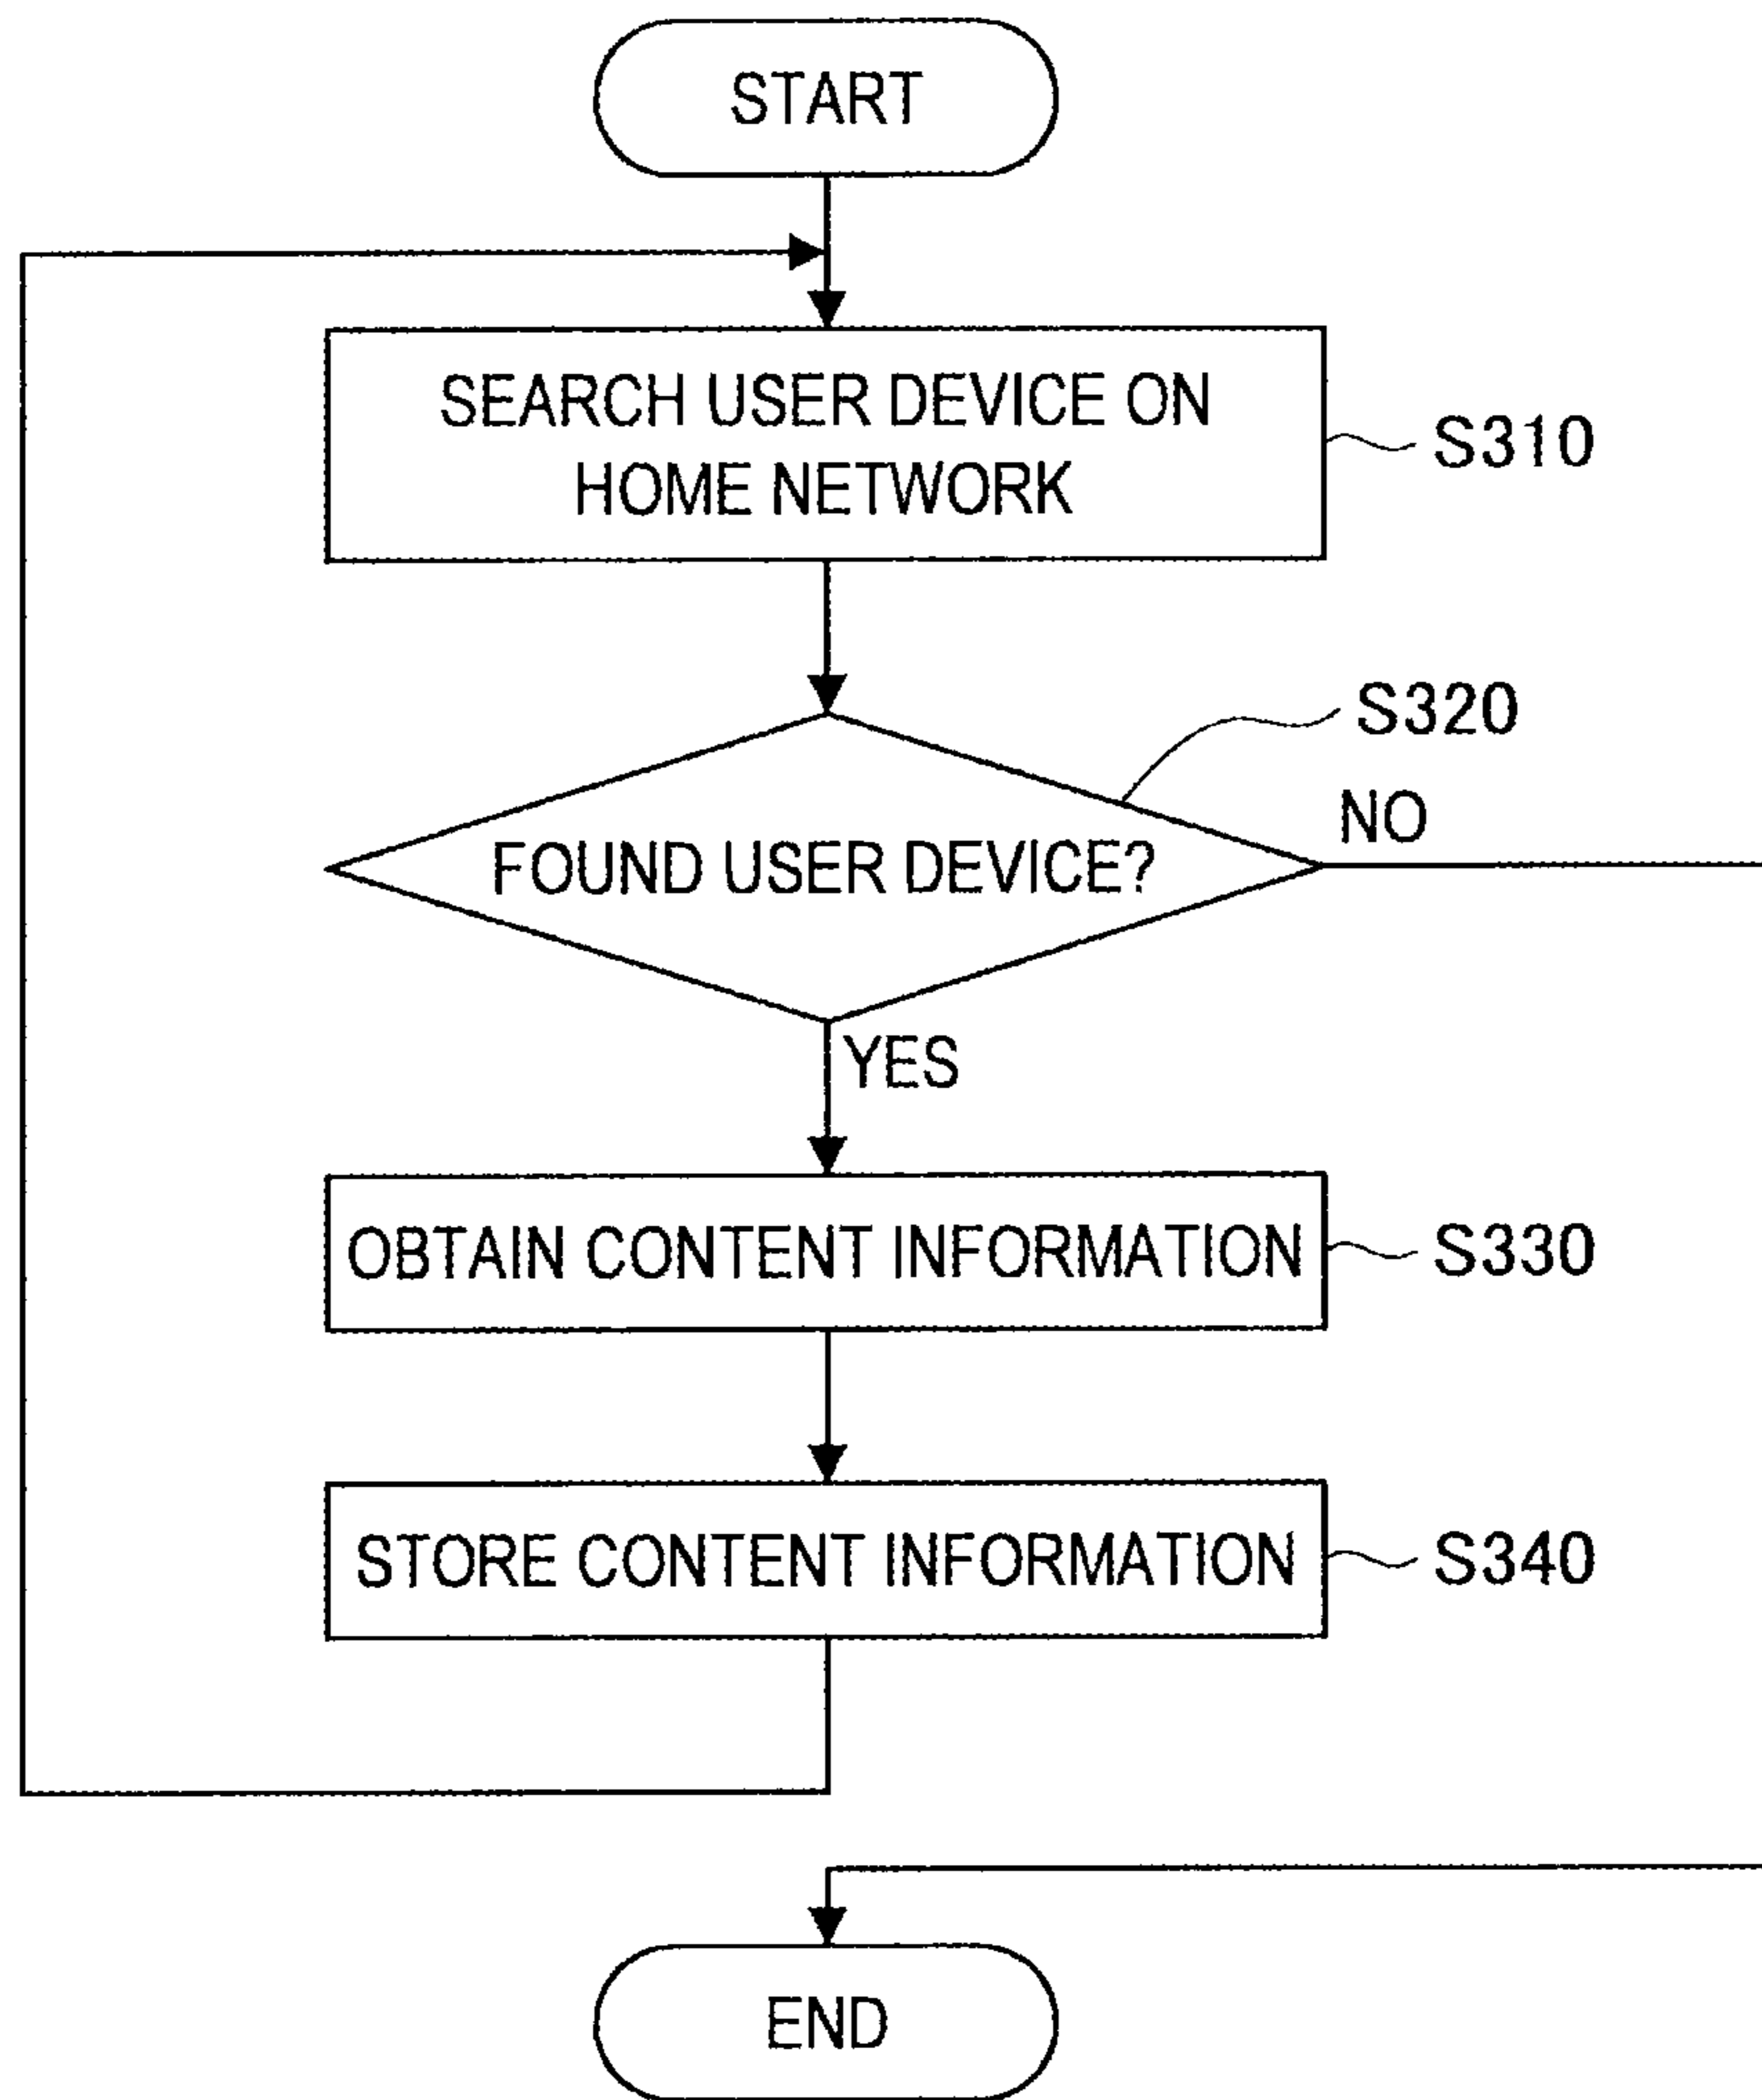 START
SEARCH USER DEVICE ON
HOME NETWORK
S310
S320
NO
FOUND USER DEVICE?
YES
OBTAIN CONTENT INFORMATION
S330
STORE CONTENT INFORMATION
S340
END